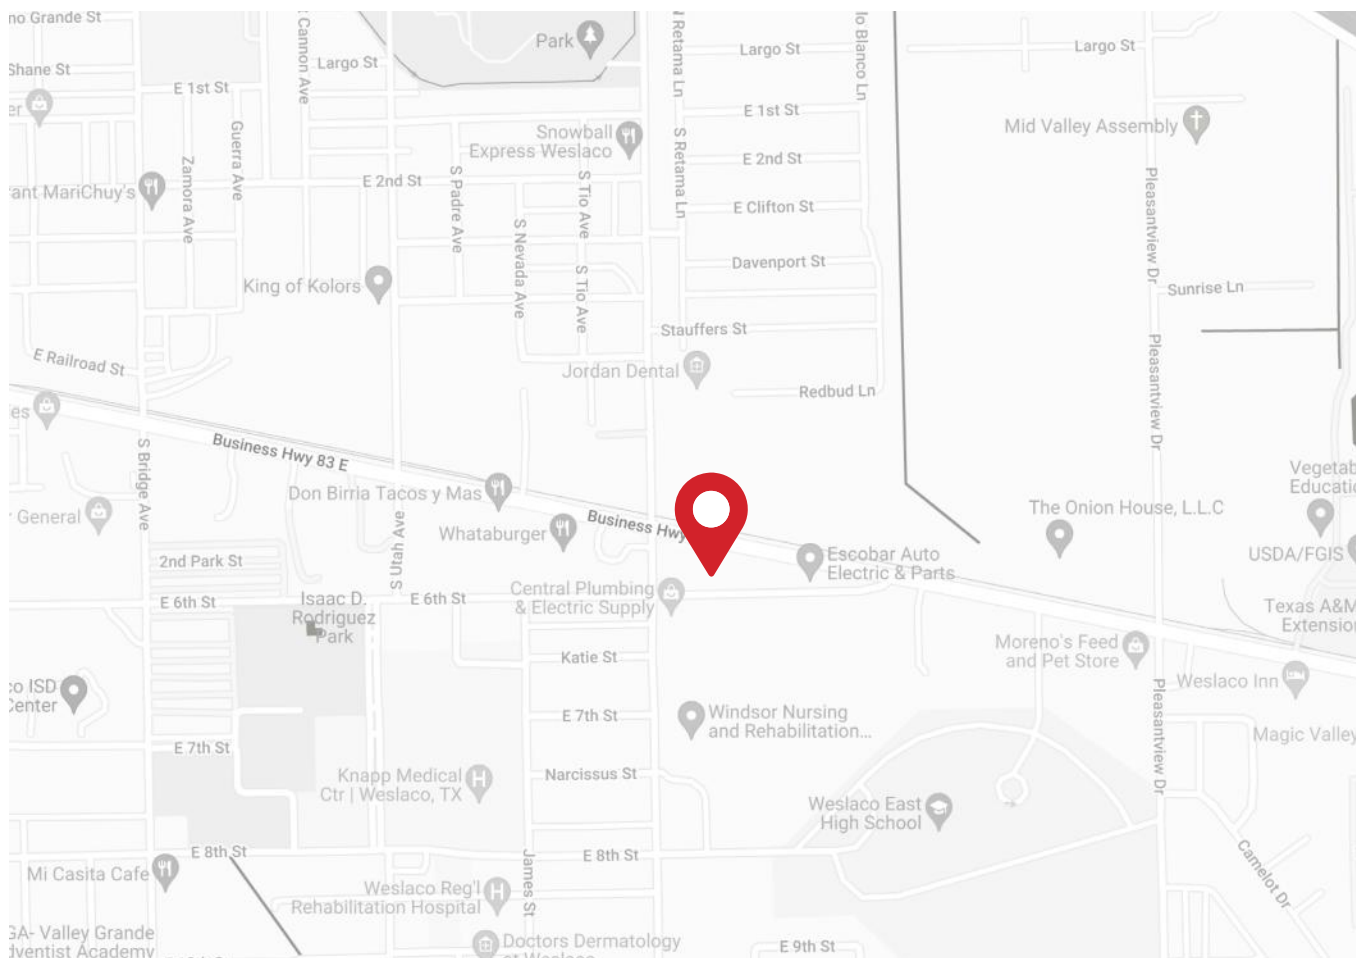 no Grande St
Cannon Ave
Park
N Retama Ln
Largo St
lo Blanco Ln
Largo St
Largo St
Shane St
E 1st St
er
Guerra Ave
Snowball
Express Weslaco
E 1st St
Mid Valley Assembly
S Retama Ln
E 2nd St
E 2nd St
rant MariChuy's
Zamora Ave
S Padre Ave
S Tio Ave
E Clifton St
Pleasantview Dr
S Nevada Ave
Davenport St
King of Kolors
S Tio Ave
Sunrise Ln
Stauffers St
E Railroad St
Jordan Dental
Redbud Ln
Pleasantview Dr
es
Business Hwy 83 E
S Bridge Ave
Don Birria Tacos y Mas
Vegetab
Educatio
General
Whataburger
Business Hwy
The Onion House, L.L.C
S Utah Ave
2nd Park St
Escobar Auto
Electric & Parts
USDA/FGIS
E 6th St
Isaac D.
Rodriguez
Park
E 6th St
Central Plumbing
& Electric Supply
Texas A&M
Extension
Katie St
Moreno's Feed
and Pet Store
co ISD
Center
Weslaco Inn
Pleasantview Dr
E 7th St
Windsor Nursing
and Rehabilitation...
E 7th St
Magic Valley
Knapp Medical
Ctr | Weslaco, TX
Narcissus St
Weslaco East
High School
E 8th St
E 8th St
Mi Casita Cafe
James St
Camelot Dr
Weslaco Reg'l
Rehabilitation Hospital
GA- Valley Grande
dventist Academy
Doctors Dermatology
E 9th St